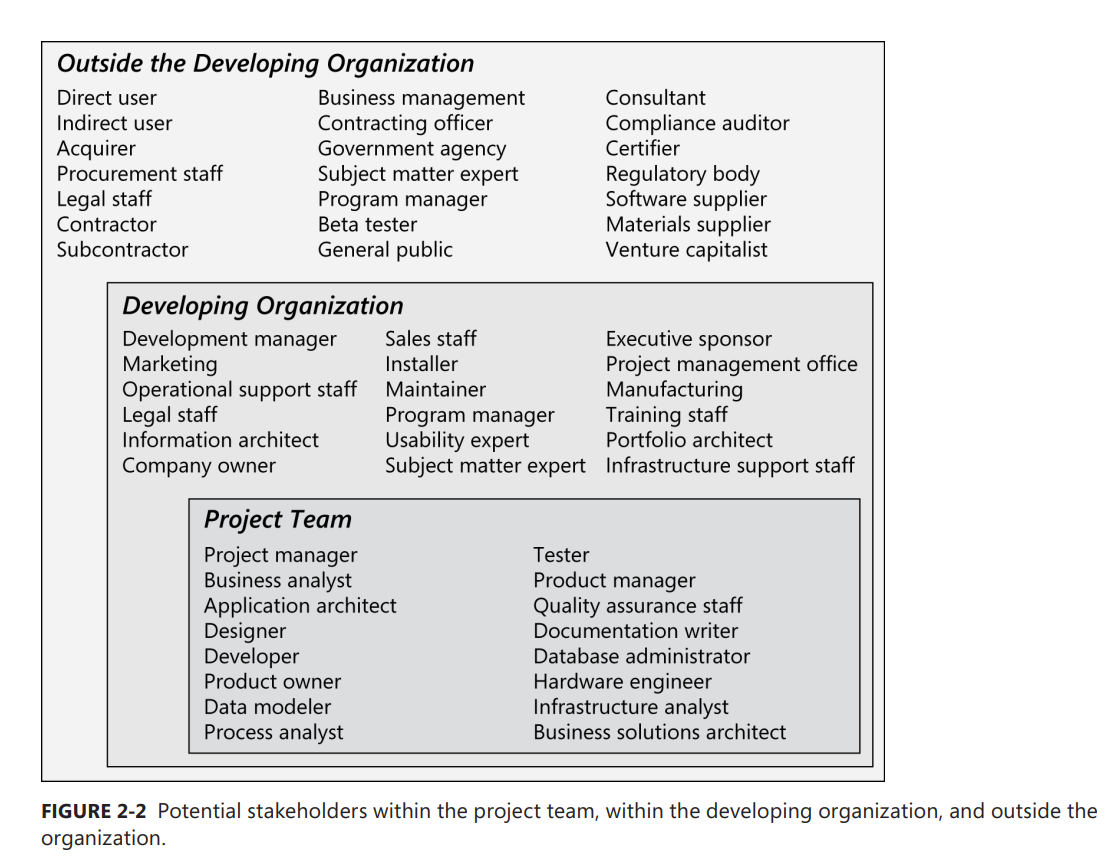 Outside the Developing Organization
Direct user
Indirect user
Acquirer
Procurement staff
Legal staff
Contractor
Subcontractor
Business management
Contracting officer
Government agency
Subject matter expert
Program manager
Beta tester
General public
Consultant
Compliance auditor
Certifier
Regulatory body
Software supplier
Materials supplier
Venture capitalist
Developing Organization
Development manager
Marketing
Operational support staff
Legal staff
Information architect
Company owner
Sales staff
Installer
Maintainer
Program manager
Usability expert
Subject matter expert
Executive sponsor
Project management office
Manufacturing
Training staff
Portfolio architect
Infrastructure support staff
Project Team
Project manager
Business analyst
Application architect
Designer
Developer
Product owner
Data modeler
Process analyst
Tester
Product manager
Quality assurance staff
Documentation writer
Database administrator
Hardware engineer
Infrastructure analyst
Business solutions architect
FIGURE 2-2 Potential stakeholders within the project team, within the developing organization, and outside the
organization.